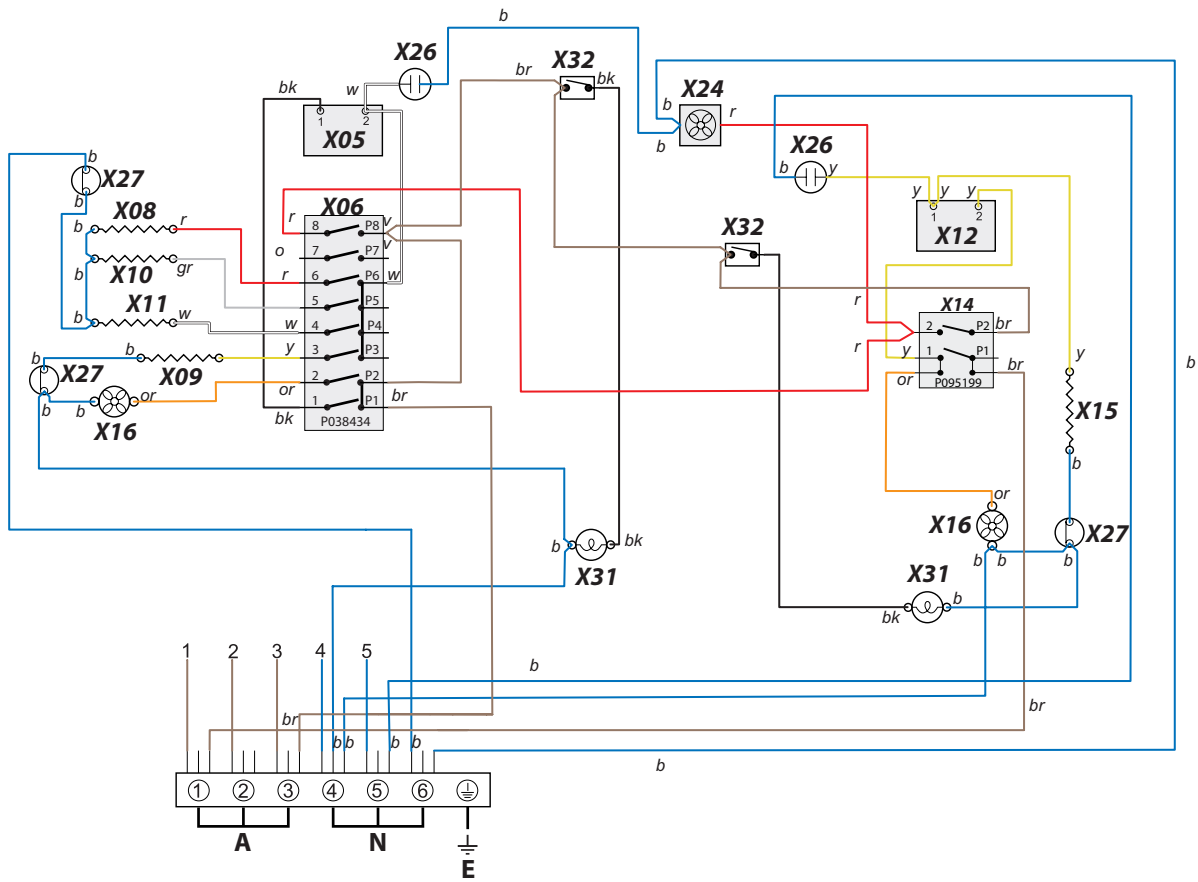 b
X26
X32
br
bk
X24
bk
w
b
r
1
2
X05
b
X26
b
y
b
X27
X08
r
X06
r
8
P8
v
v
y
y
y
1
2
X12
X32
b
o
7
P7
X10
gr
b
r
6
P6
w
5
P5
X11
b
w
w
4
P4
r
X14
2
P2
br
b
X09
y
3
P3
r
y
1
P1
or
br
P095199
b
X27
or
or
2
P2
br
y
b
X15
b
b
X16
bk
1
P1
P038434
b
or
X16
X27
b
bk
X31
b
b
b
X31
bk
b
1
2
3
4
5
b
br
br
b
b
b
b
b
1
2
3
4
5
6
A
N
E